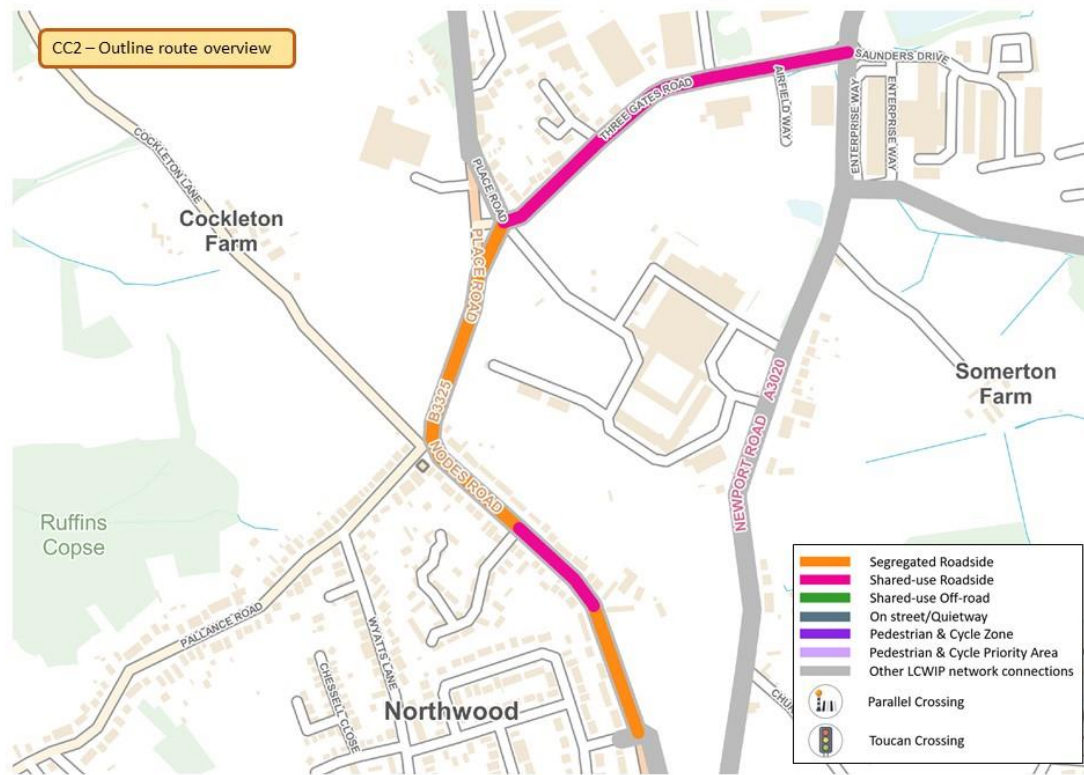 CC2 – Outline route overview
SAUNDERS DRIVE
THREE GATES ROAD
AIRFIELD WAY
ENTERPRISE WAY
ENTERPRISE WAY
COCKLETON LANE
PLACE ROAD
Cockleton
Farm
PLACE ROAD
B3325
NODES ROAD
NEWPORT ROAD A3020
Somerton
Farm
Ruffins
Copse
PALLANCE ROAD
WYATTS LANE
CHESSELL CLOSE
Northwood
Segregated Roadside
Shared-use Roadside
Shared-use Off-road
On street/Quietway
Pedestrian & Cycle Zone
Pedestrian & Cycle Priority Area
Other LCWIP network connections
Parallel Crossing
Toucan Crossing